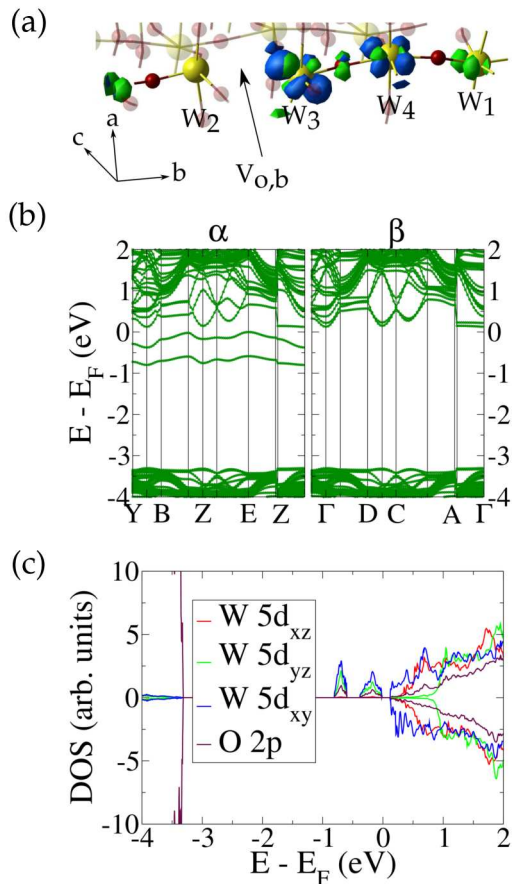 (a)
W2 W3 W4 W1
a
c
b
VO,b
(b)
α β
2 2
1 1
0 0
-1 -1
-2 -2
-3 -3
-4 -4
E - EF (eV)
Y B Z E Z Γ D C A Γ
(c)
10
5
0
-5
-10
DOS (arb. units)
W 5dxz
W 5dyz
W 5dxy
O 2p
-4 -3 -2 -1 0 1 2
E - EF (eV)